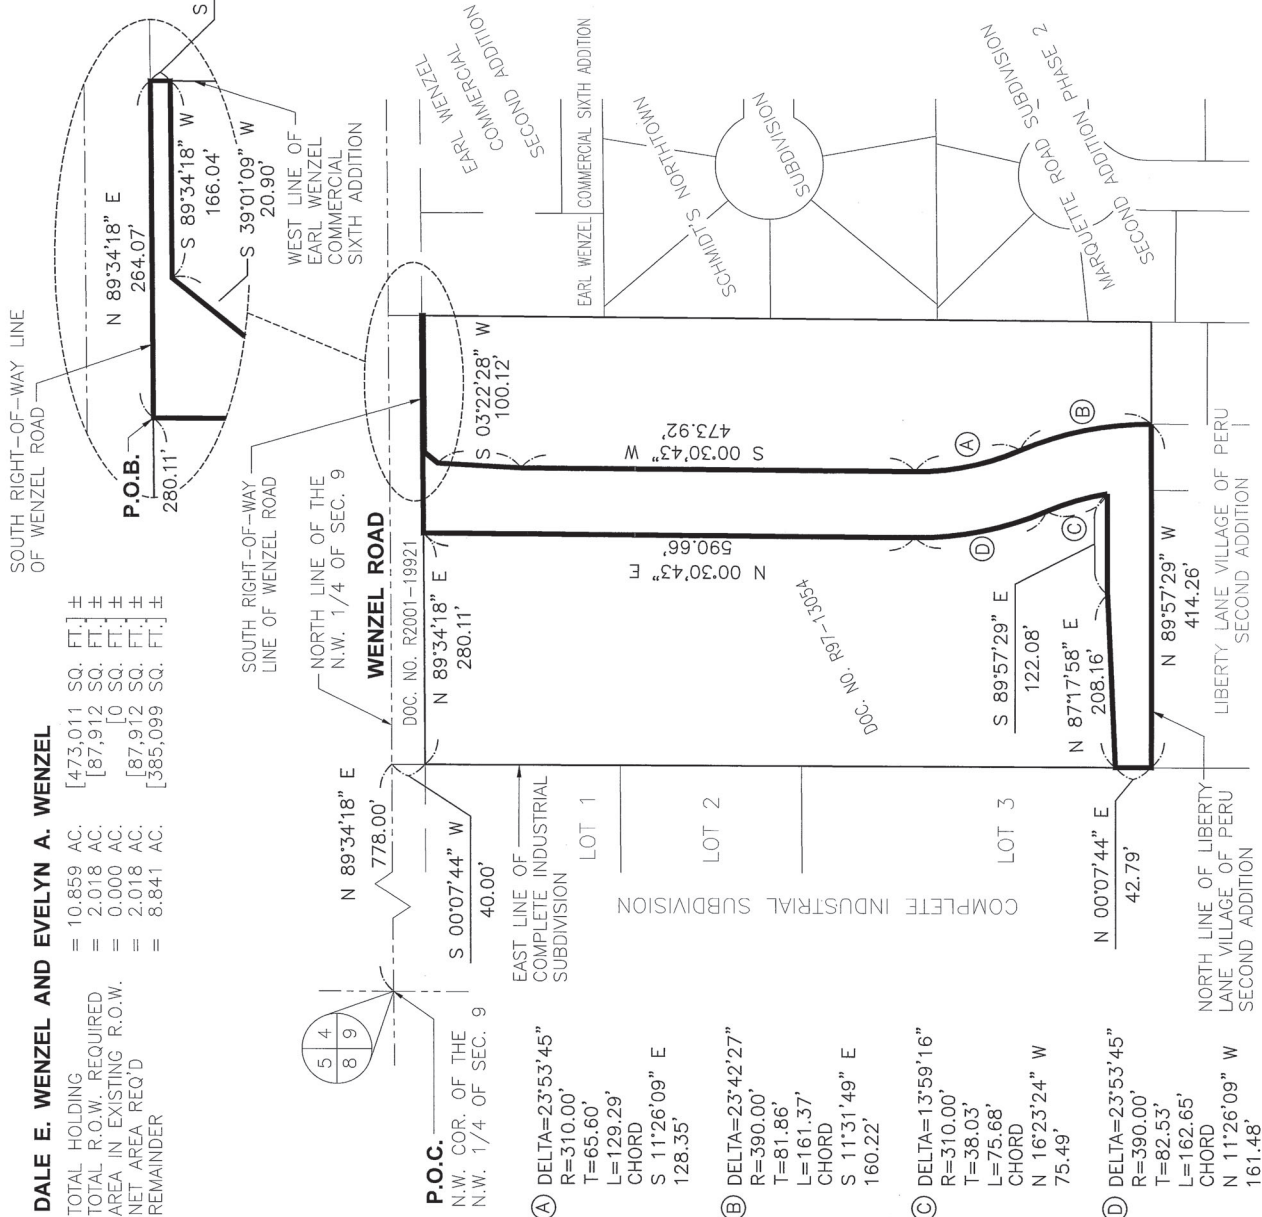 DALE E. WENZEL AND EVELYN A. WENZEL
TOTAL HOLDING = 10.859 AC. [473,011 SQ. FT.] ±
TOTAL R.O.W. REQUIRED = 2.018 AC. [87,912 SQ. FT.] ±
AREA IN EXISTING R.O.W. = 0.000 AC. [0 SQ. FT.] ±
NET AREA REQ'D = 2.018 AC. [87,912 SQ. FT.] ±
REMAINDER = 8.841 AC. [385,099 SQ. FT.] ±
SOUTH RIGHT-OF-WAY LINE
OF WENZEL ROAD
P.O.B.
280.11'
N 89°34'18" E
264.07'
S 89°34'18" W
166.04'
S 39°01'09" W
20.90'
S
WEST LINE OF
EARL WENZEL
COMMERCIAL
SIXTH ADDITION
5 4
8 9
P.O.C.
N.W. COR. OF THE
N.W. 1/4 OF SEC. 9
N 89°34'18" E
778.00'
S 00°07'44" W
40.00'
SOUTH RIGHT-OF-WAY
LINE OF WENZEL ROAD
NORTH LINE OF THE
N.W. 1/4 OF SEC. 9
WENZEL ROAD
DOC. NO. R2001-19921
N 89°34'18" E
280.11'
S 03°22'28" W
100.12'
S 00°30'43" W
473.92'
N 00°30'43" E
590.66'
A
B
C
D
DOC. NO. R97-13054
S 89°57'29" E
122.08'
N 87°17'58" E
208.16'
N 89°57'29" W
414.26'
N 00°07'44" E
42.79'
EAST LINE OF
COMPLETE INDUSTRIAL
SUBDIVISION
LOT 1
LOT 2
LOT 3
COMPLETE INDUSTRIAL SUBDIVISION
NORTH LINE OF LIBERTY
LANE VILLAGE OF PERU
SECOND ADDITION
LIBERTY LANE VILLAGE OF PERU
SECOND ADDITION
EARL WENZEL
COMMERCIAL
SECOND ADDITION
EARL WENZEL COMMERCIAL SIXTH ADDITION
SCHMIDT'S NORTHTOWN
SUBDIVISION
MARQUETTE ROAD SUBDIVISION
SECOND ADDITION PHASE 2
A DELTA=23°53'45"
R=310.00'
T=65.60'
L=129.29'
CHORD
S 11°26'09" E
128.35'
B DELTA=23°42'27"
R=390.00'
T=81.86'
L=161.37'
CHORD
S 11°31'49" E
160.22'
C DELTA=13°59'16"
R=310.00'
T=38.03'
L=75.68'
CHORD
N 16°23'24" W
75.49'
D DELTA=23°53'45"
R=390.00'
T=82.53'
L=162.65'
CHORD
N 11°26'09" W
161.48'